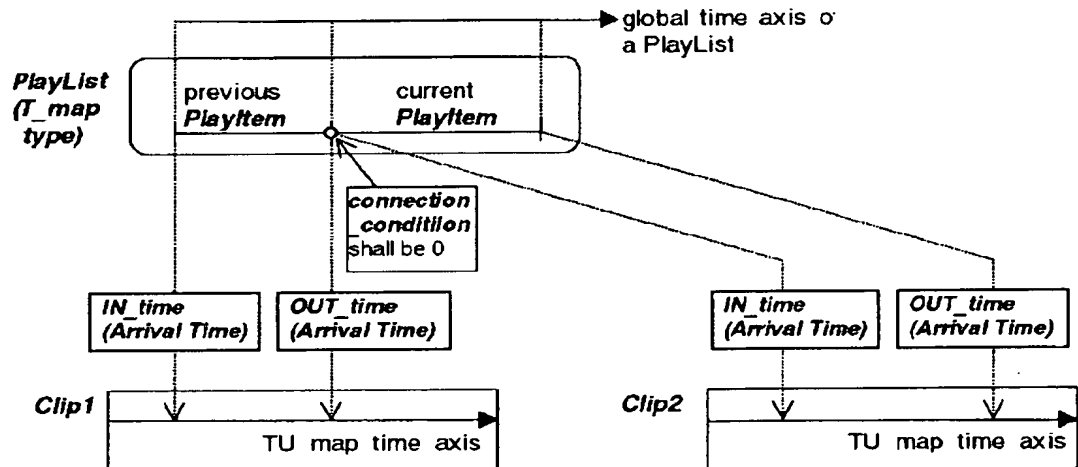 global time axis o
a PlayList
PlayList
(T_map
type)
previous
PlayItem
current
PlayItem
connection
_conditiion
shall be 0
IN_time
(Arrival Time)
OUT_time
(Arrival Time)
IN_time
(Arrival Time)
OUT_time
(Arrival Time)
Clip1
TU map time axis
Clip2
TU map time axis